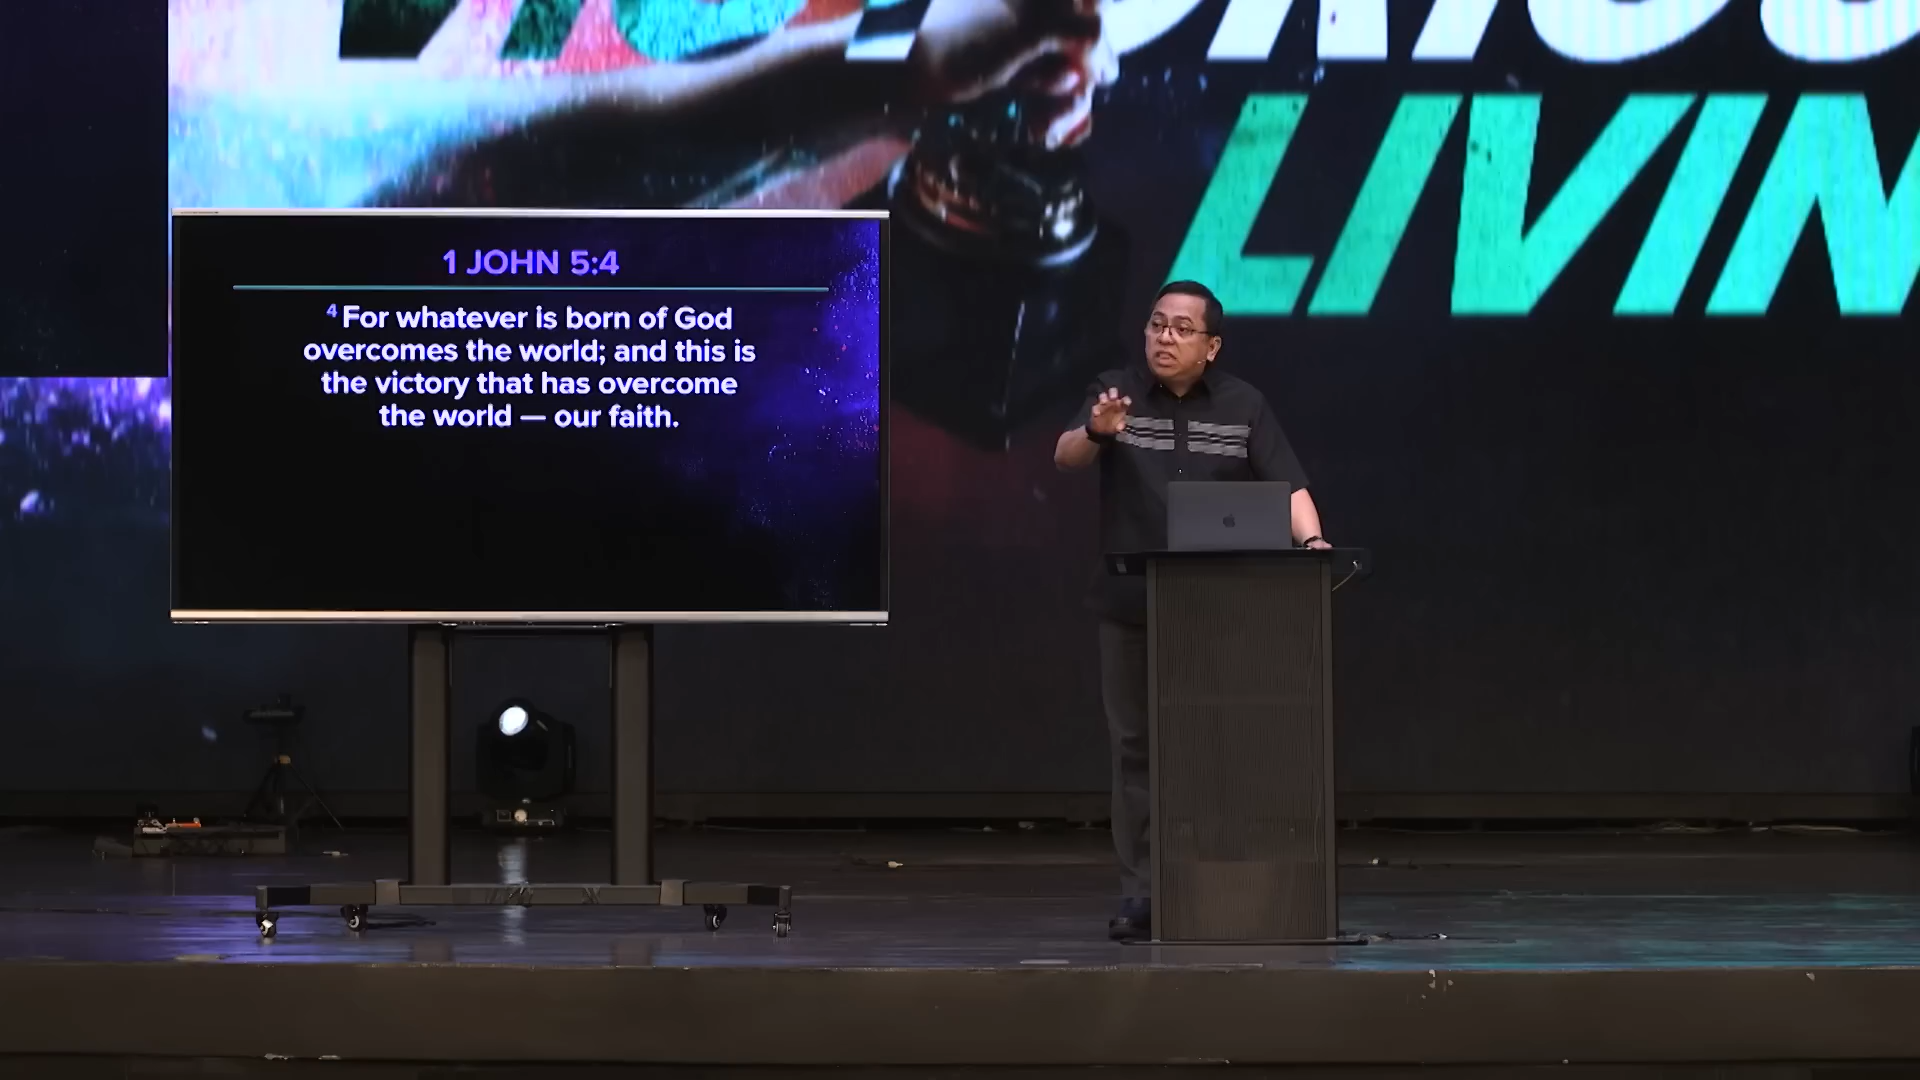 LIVIN
1 JOHN 5:4
4 For whatever is born of God
overcomes the world; and this is
the victory that has overcome
the world — our faith.